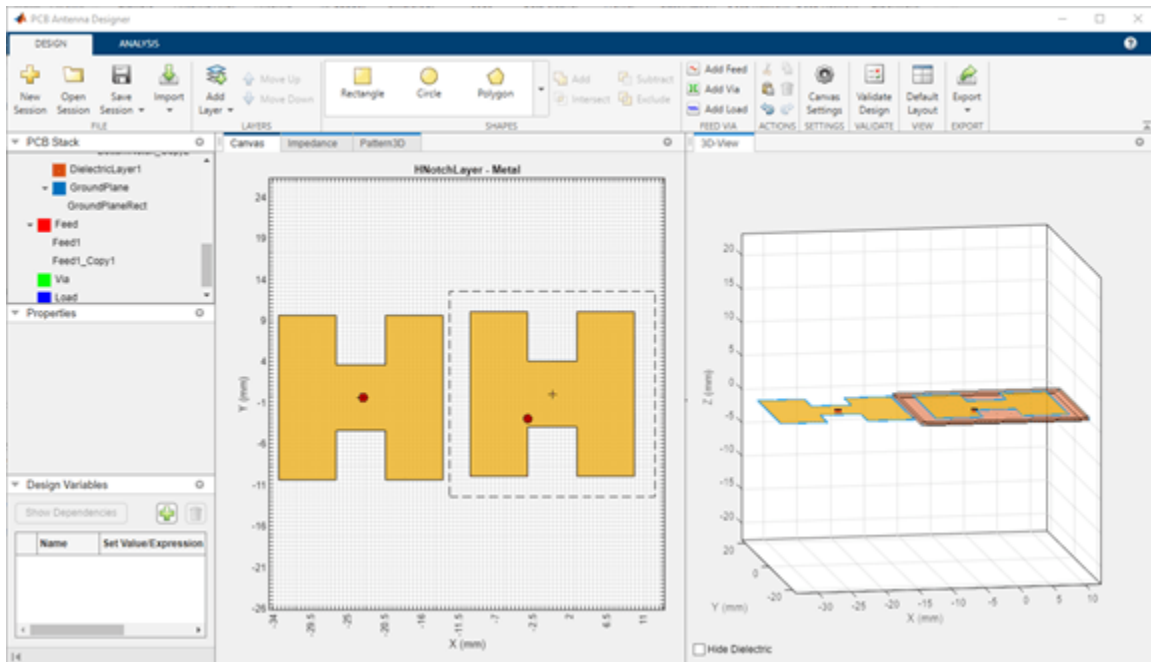 PCB Antenna Designer
DESIGN ANALYSIS
New Session Open Session Save Session Import Add Layer Move Up Move Down Rectangle Circle Polygon Add Intersect Subtract Exclude Add Feed Add Via Add Load Canvas Settings Validate Design Default Layout Export
FILE LAYERS SHAPES FEED VIA ACTIONS SETTINGS VALIDATE VIEW EXPORT
PCB Stack
DielectricLayer1
GroundPlane
GroundPlaneRect
Feed
Feed1
Feed1_Copy1
Via
Load
Properties
Design Variables
Show Dependencies
Name Set Value/Expression
Canvas Impedance Pattern3D
HNotchLayer - Metal
Y (mm)
24
19
14
9
4
-1
-6
-11
-16
-21
-26
-34 -29.5 -25 -20.5 -16 -11.5 -7 -2.5 2 6.5 11
X (mm)
3D-View
Z (mm)
20
15
10
5
0
-5
-10
-15
-20
20
0
-20
Y (mm)
-30 -25 -20 -15 -10 -5 0 5 10
X (mm)
Hide Dielectric